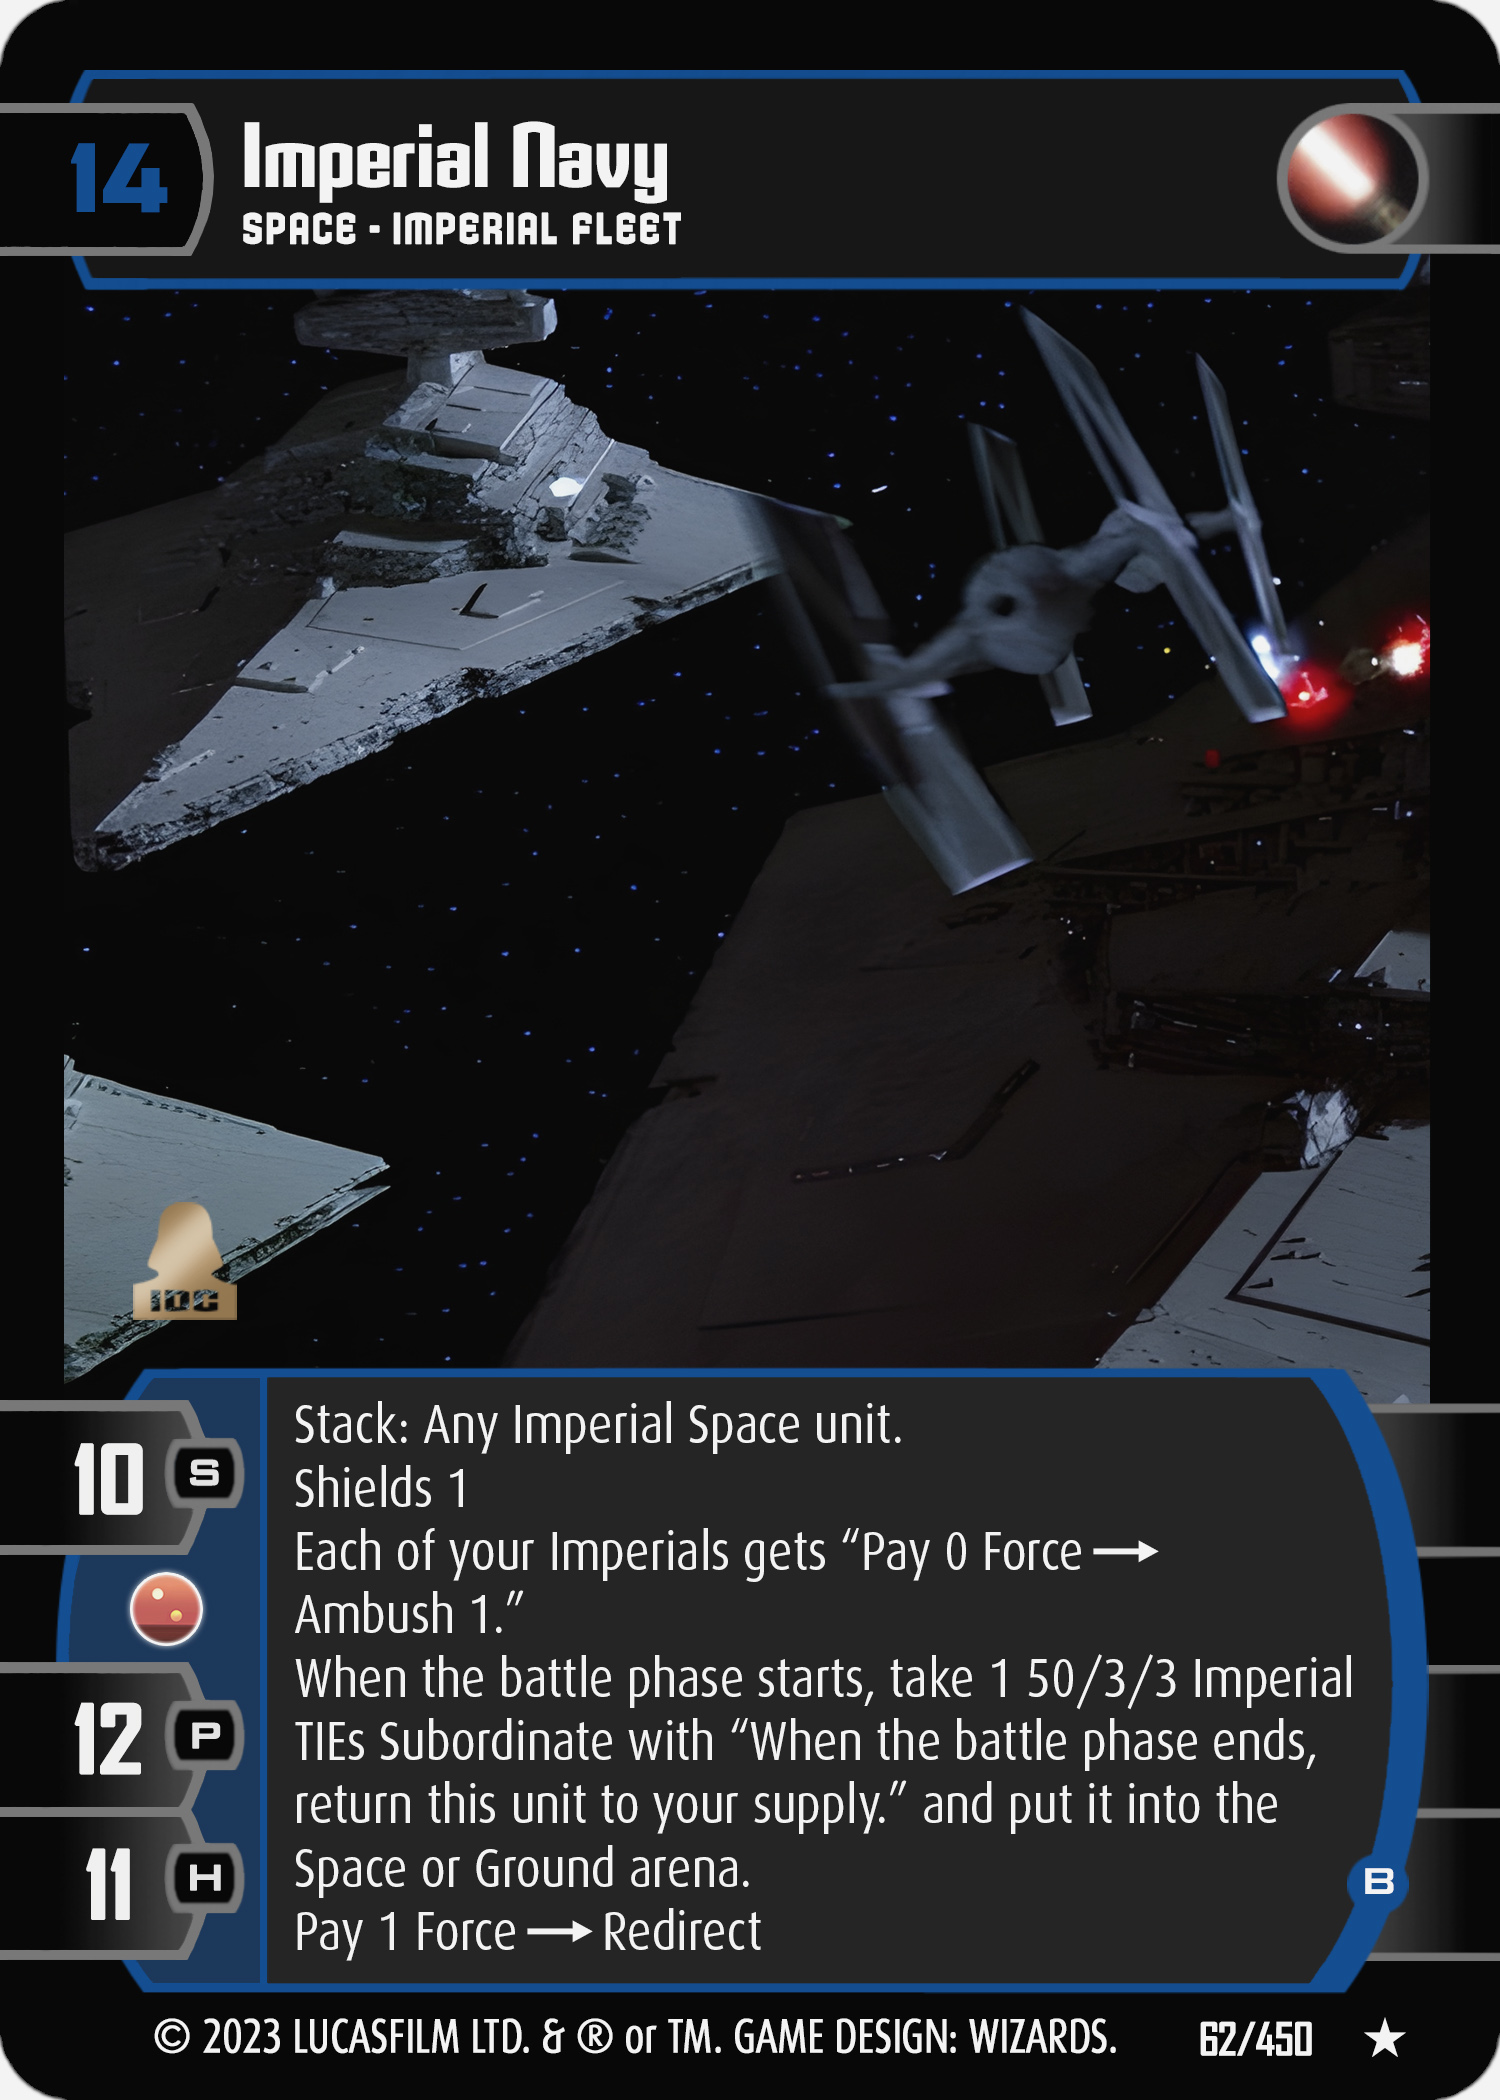 14
Imperial Navy
SPACE - IMPERIAL FLEET
IDC
10 S
12 P
11 H
Stack: Any Imperial Space unit.
Shields 1
Each of your Imperials gets “Pay 0 Force →
Ambush 1.”
When the battle phase starts, take 1 50/3/3 Imperial
TIEs Subordinate with “When the battle phase ends,
return this unit to your supply.” and put it into the
Space or Ground arena.
Pay 1 Force → Redirect
B
© 2023 LUCASFILM LTD. & ® or TM. GAME DESIGN: WIZARDS. 62/450 ★